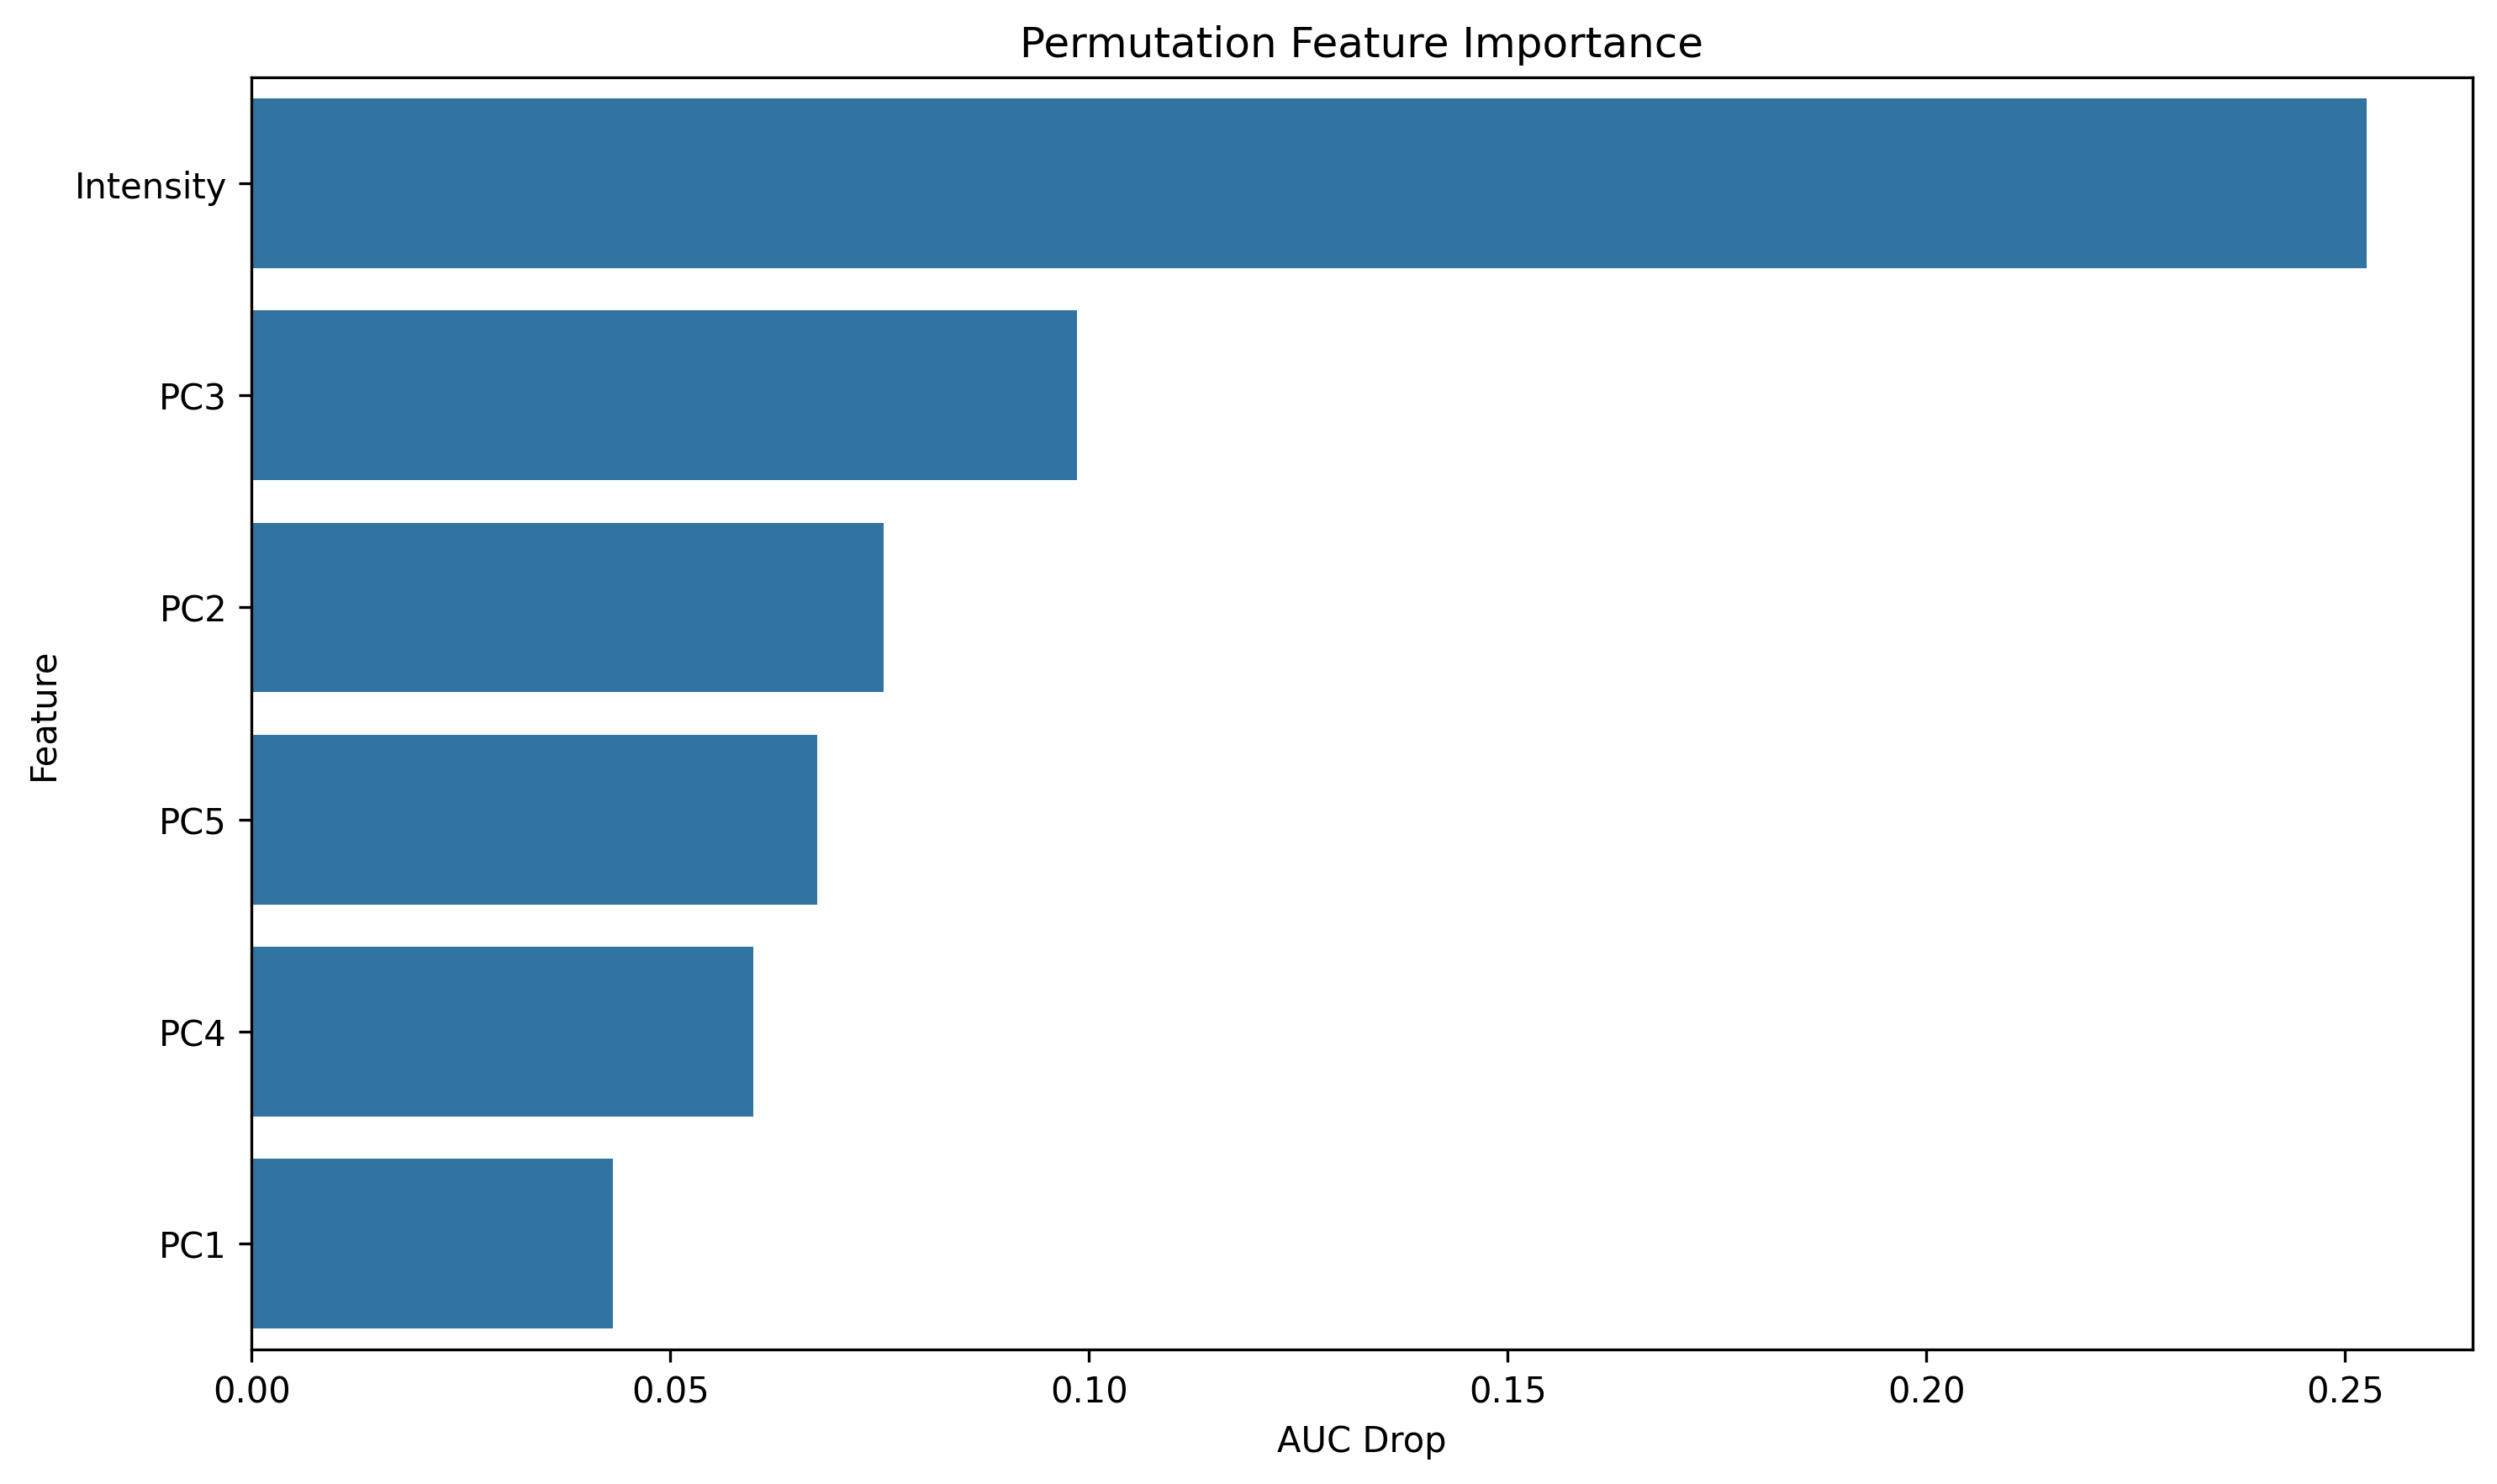 Permutation Feature Importance
Feature
Intensity
PC3
PC2
PC5
PC4
PC1
0.00 0.05 0.10 0.15 0.20 0.25
AUC Drop